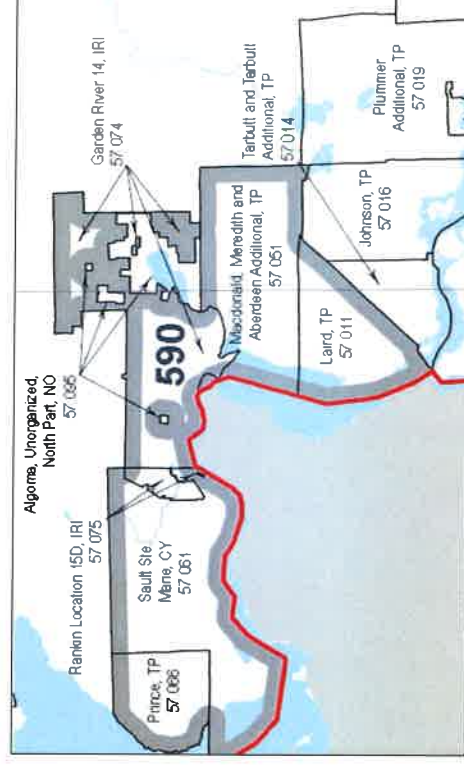 Algoma, Unorganized,
North Part, NO
57 095
Garden River 14, IRI
57 074
Rankin Location 15D, IRI
57 075
590
Tarbutt and Tarbutt
Additional, TP
57 014
Macdonald, Meredith and
Aberdeen Additional, TP
57 051
Plummer
Additional, TP
57 019
Sault Ste.
Marie, CY
57 061
Johnson, TP
57 016
Laird, TP
57 011
Prince, TP
57 066